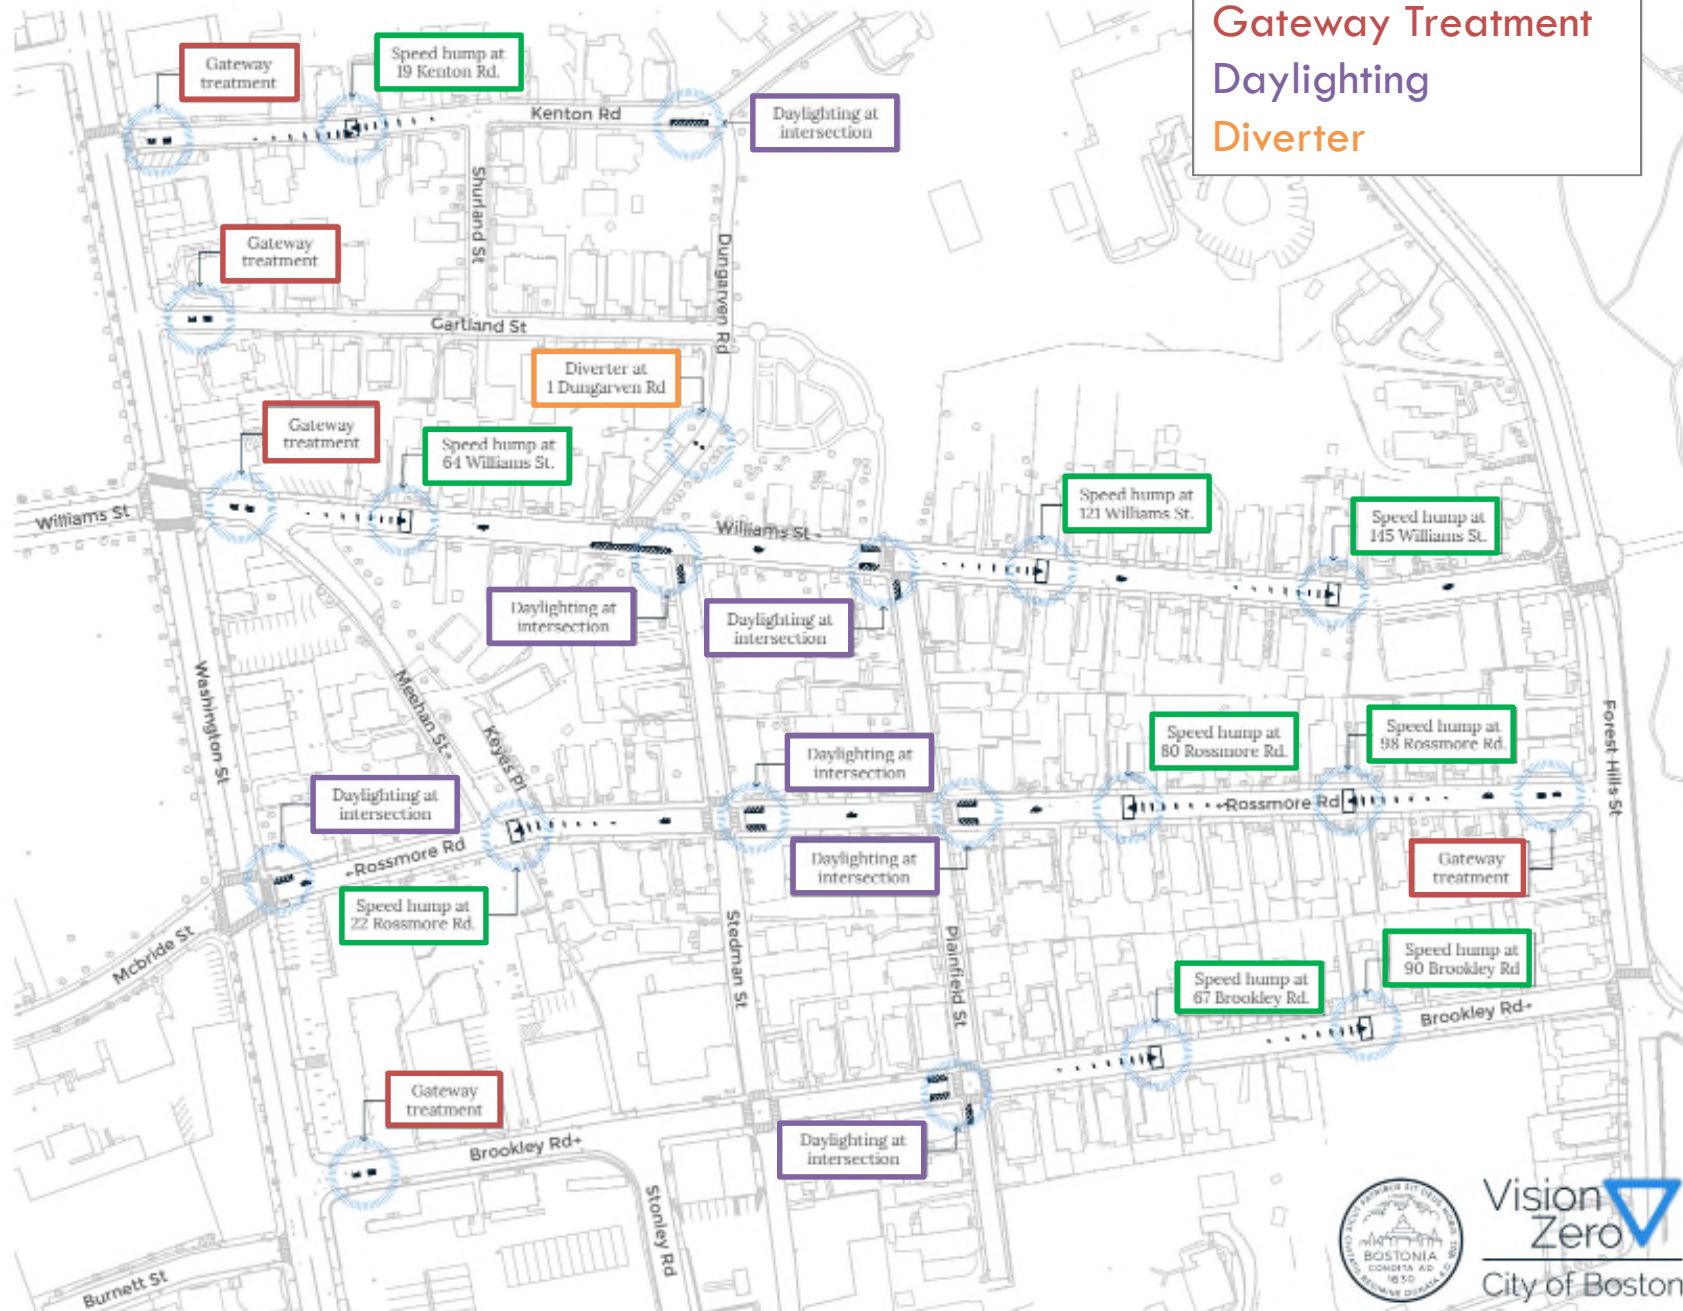 Gateway Treatment
Daylighting
Diverter
Gateway
treatment
Speed hump at
19 Kenton Rd.
Kenton Rd
Daylighting at
intersection
Shurland St
Gateway
treatment
Dungarven Rd
Gartland St
Diverter at
1 Dungarven Rd
Gateway
treatment
Speed hump at
64 Williams St.
Williams St
Williams St
Speed hump at
121 Williams St.
Speed hump at
145 Williams St.
Daylighting at
intersection
Daylighting at
intersection
Washington St
Meehan St
Keyes Pl
Forest Hills St
Daylighting at
intersection
Speed hump at
80 Rossmore Rd.
Speed hump at
98 Rossmore Rd.
Daylighting at
intersection
←Rossmore Rd
←Rossmore Rd
Daylighting at
intersection
Gateway
treatment
Speed hump at
22 Rossmore Rd.
Mcbride St
Stedman St
Plainfield St
Speed hump at
67 Brookley Rd.
Speed hump at
90 Brookley Rd
Brookley Rd→
Gateway
treatment
Brookley Rd→
Daylighting at
intersection
Stonley Rd
Burnett St
BOSTONIA
CONDITA AD
1630
Vision
Zero
City of Boston